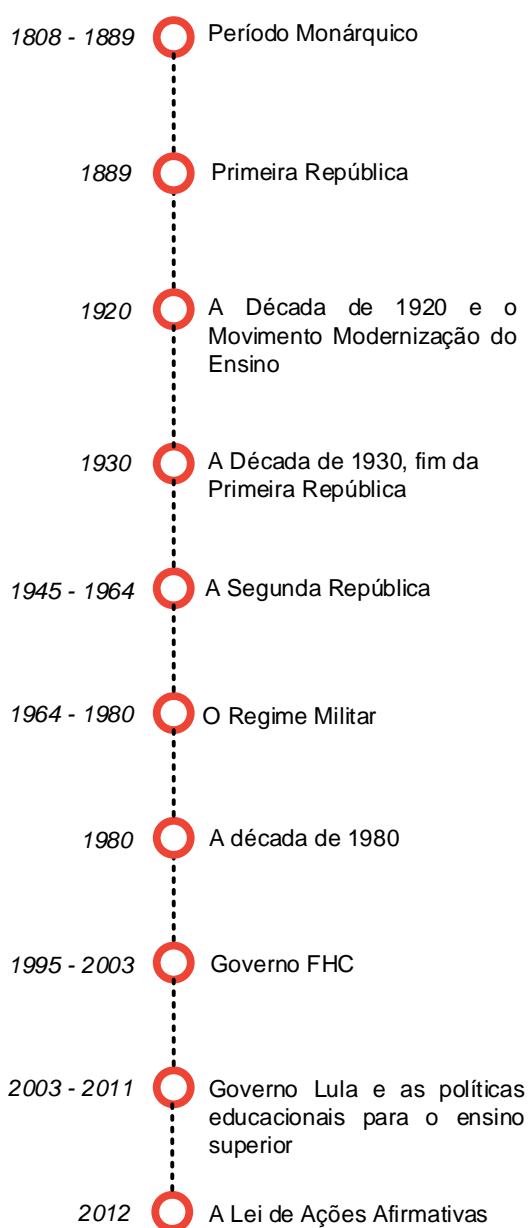 1808 - 1889 Período Monárquico
1889 Primeira República
1920 A Década de 1920 e o
Movimento Modernização do
Ensino
1930 A Década de 1930, fim da
Primeira República
1945 - 1964 A Segunda República
1964 - 1980 O Regime Militar
1980 A década de 1980
1995 - 2003 Governo FHC
2003 - 2011 Governo Lula e as políticas
educacionais para o ensino
superior
2012 A Lei de Ações Afirmativas